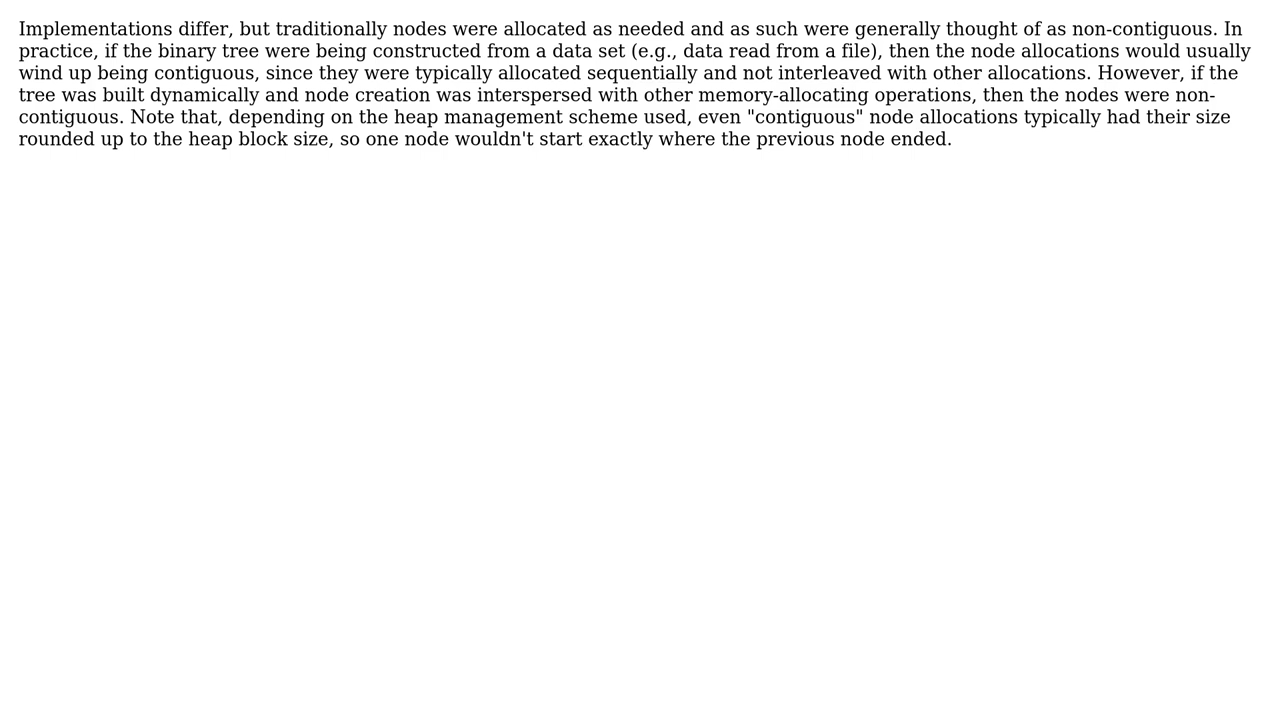 Implementations differ, but traditionally nodes were allocated as needed and as such were generally thought of as non-contiguous. In
practice, if the binary tree were being constructed from a data set (e.g., data read from a file), then the node allocations would usually
wind up being contiguous, since they were typically allocated sequentially and not interleaved with other allocations. However, if the
tree was built dynamically and node creation was interspersed with other memory-allocating operations, then the nodes were non-
contiguous. Note that, depending on the heap management scheme used, even "contiguous" node allocations typically had their size
rounded up to the heap block size, so one node wouldn't start exactly where the previous node ended.